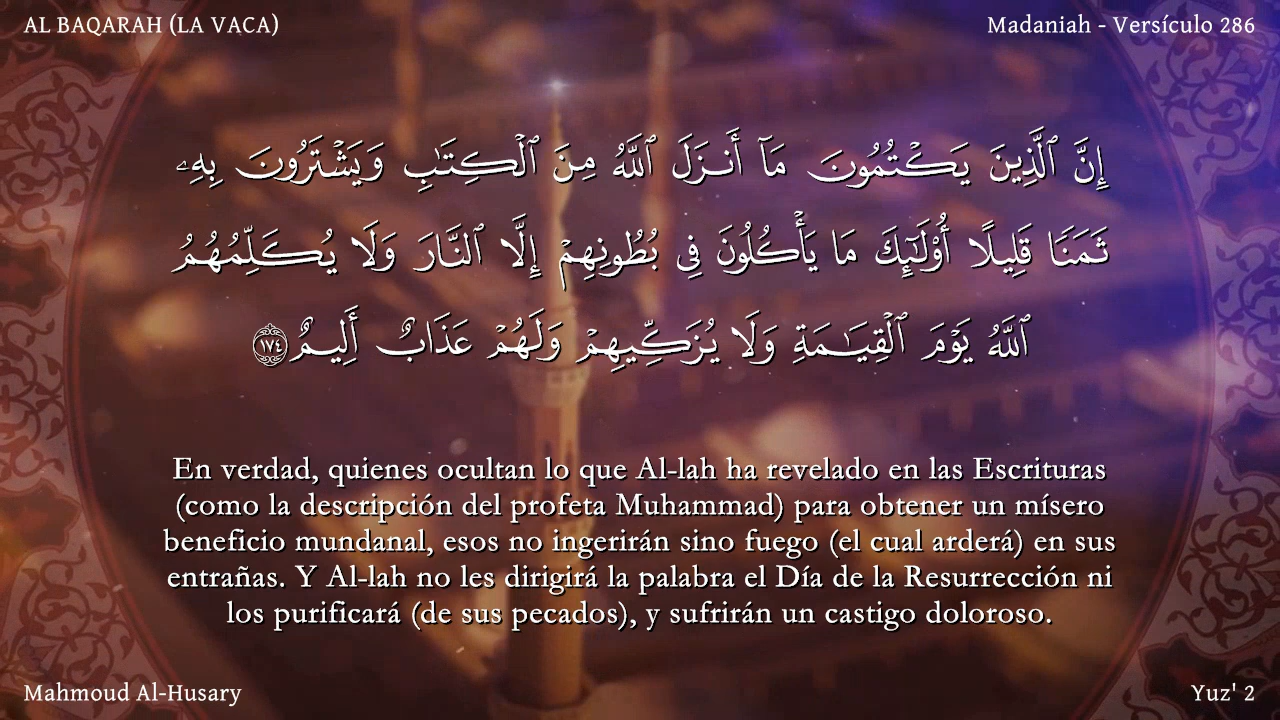 AL BAQARAH (LA VACA)
Madaniah - Versículo 286
إِنَّ ٱلَّذِينَ يَكْتُمُونَ مَآ أَنزَلَ ٱللَّهُ مِنَ ٱلْكِتَٰبِ وَيَشْتَرُونَ بِهِۦ
ثَمَنًا قَلِيلًا أُو۟لَٰٓئِكَ مَا يَأْكُلُونَ فِى بُطُونِهِمْ إِلَّا ٱلنَّارَ وَلَا يُكَلِّمُهُمُ
ٱللَّهُ يَوْمَ ٱلْقِيَٰمَةِ وَلَا يُزَكِّيهِمْ وَلَهُمْ عَذَابٌ أَلِيمٌ ١٧٤
En verdad, quienes ocultan lo que Al-lah ha revelado en las Escrituras
(como la descripción del profeta Muhammad) para obtener un mísero
beneficio mundanal, esos no ingerirán sino fuego (el cual arderá) en sus
entrañas. Y Al-lah no les dirigirá la palabra el Día de la Resurrección ni
los purificará (de sus pecados), y sufrirán un castigo doloroso.
Mahmoud Al-Husary
Yuz' 2